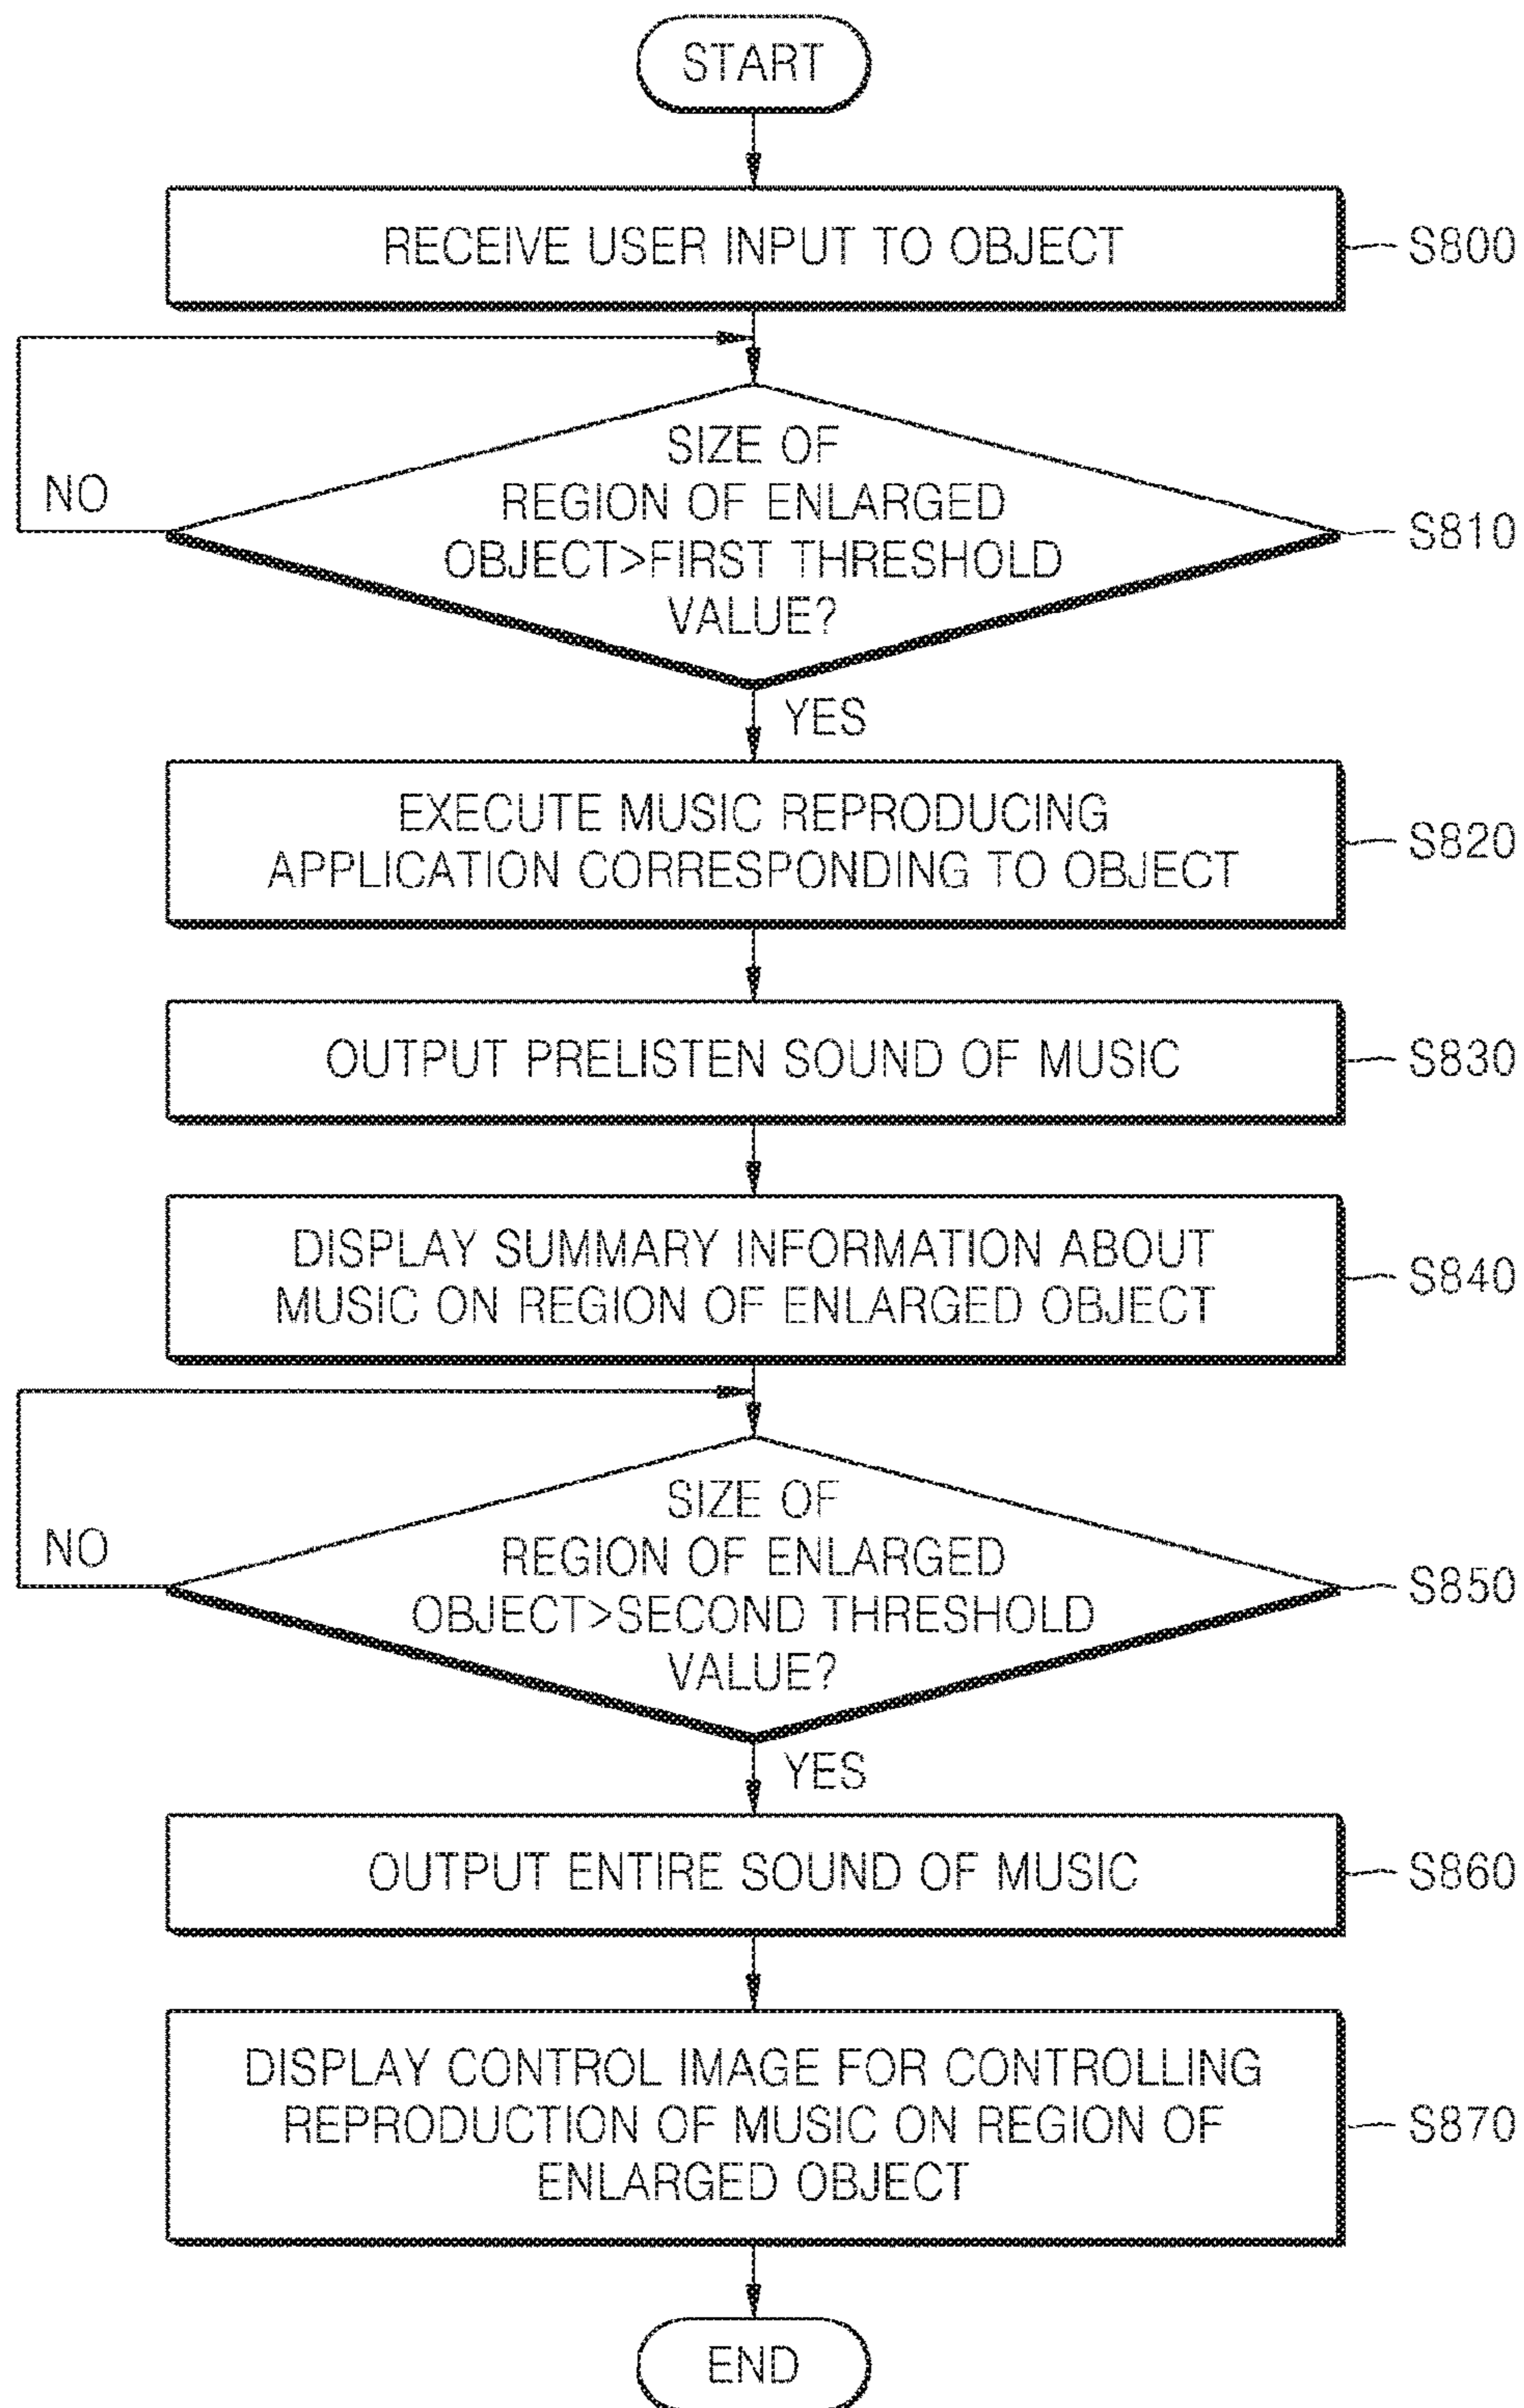 START
RECEIVE USER INPUT TO OBJECT
S800
SIZE OF
REGION OF ENLARGED
OBJECT>FIRST THRESHOLD
VALUE?
NO
S810
YES
EXECUTE MUSIC REPRODUCING
APPLICATION CORRESPONDING TO OBJECT
S820
OUTPUT PRELISTEN SOUND OF MUSIC
S830
DISPLAY SUMMARY INFORMATION ABOUT
MUSIC ON REGION OF ENLARGED OBJECT
S840
SIZE OF
REGION OF ENLARGED
OBJECT>SECOND THRESHOLD
VALUE?
NO
S850
YES
OUTPUT ENTIRE SOUND OF MUSIC
S860
DISPLAY CONTROL IMAGE FOR CONTROLLING
REPRODUCTION OF MUSIC ON REGION OF
ENLARGED OBJECT
S870
END